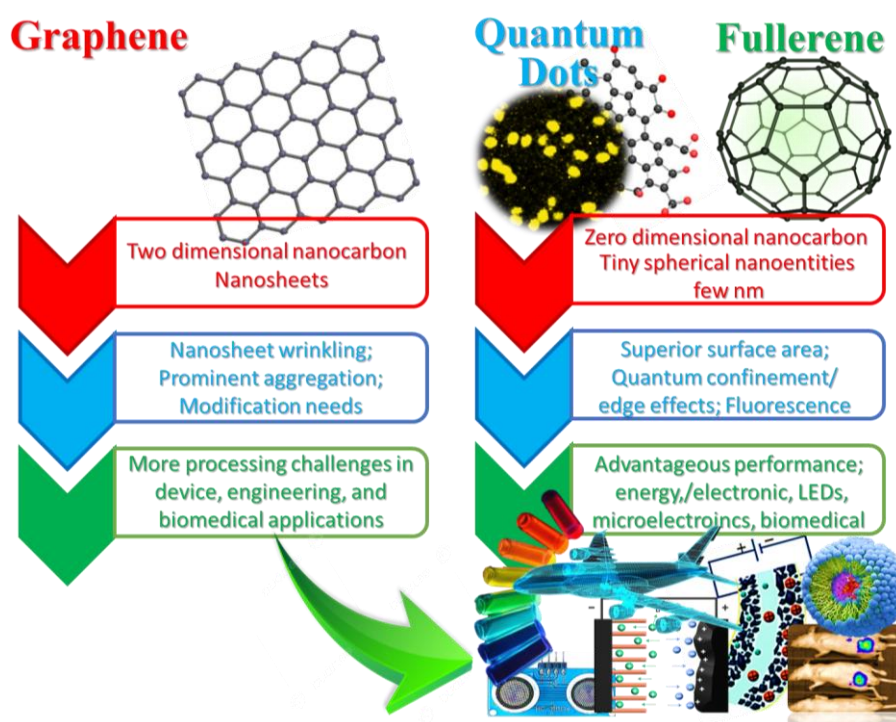 Graphene
Quantum
Dots
Fullerene
Two dimensional nanocarbon
Nanosheets
Nanosheet wrinkling;
Prominent aggregation;
Modification needs
More processing challenges in
device, engineering, and
biomedical applications
Zero dimensional nanocarbon
Tiny spherical nanoentities
few nm
Superior surface area;
Quantum confinement/
edge effects; Fluorescence
Advantageous performance;
energy,/electronic, LEDs,
microelectroincs, biomedical